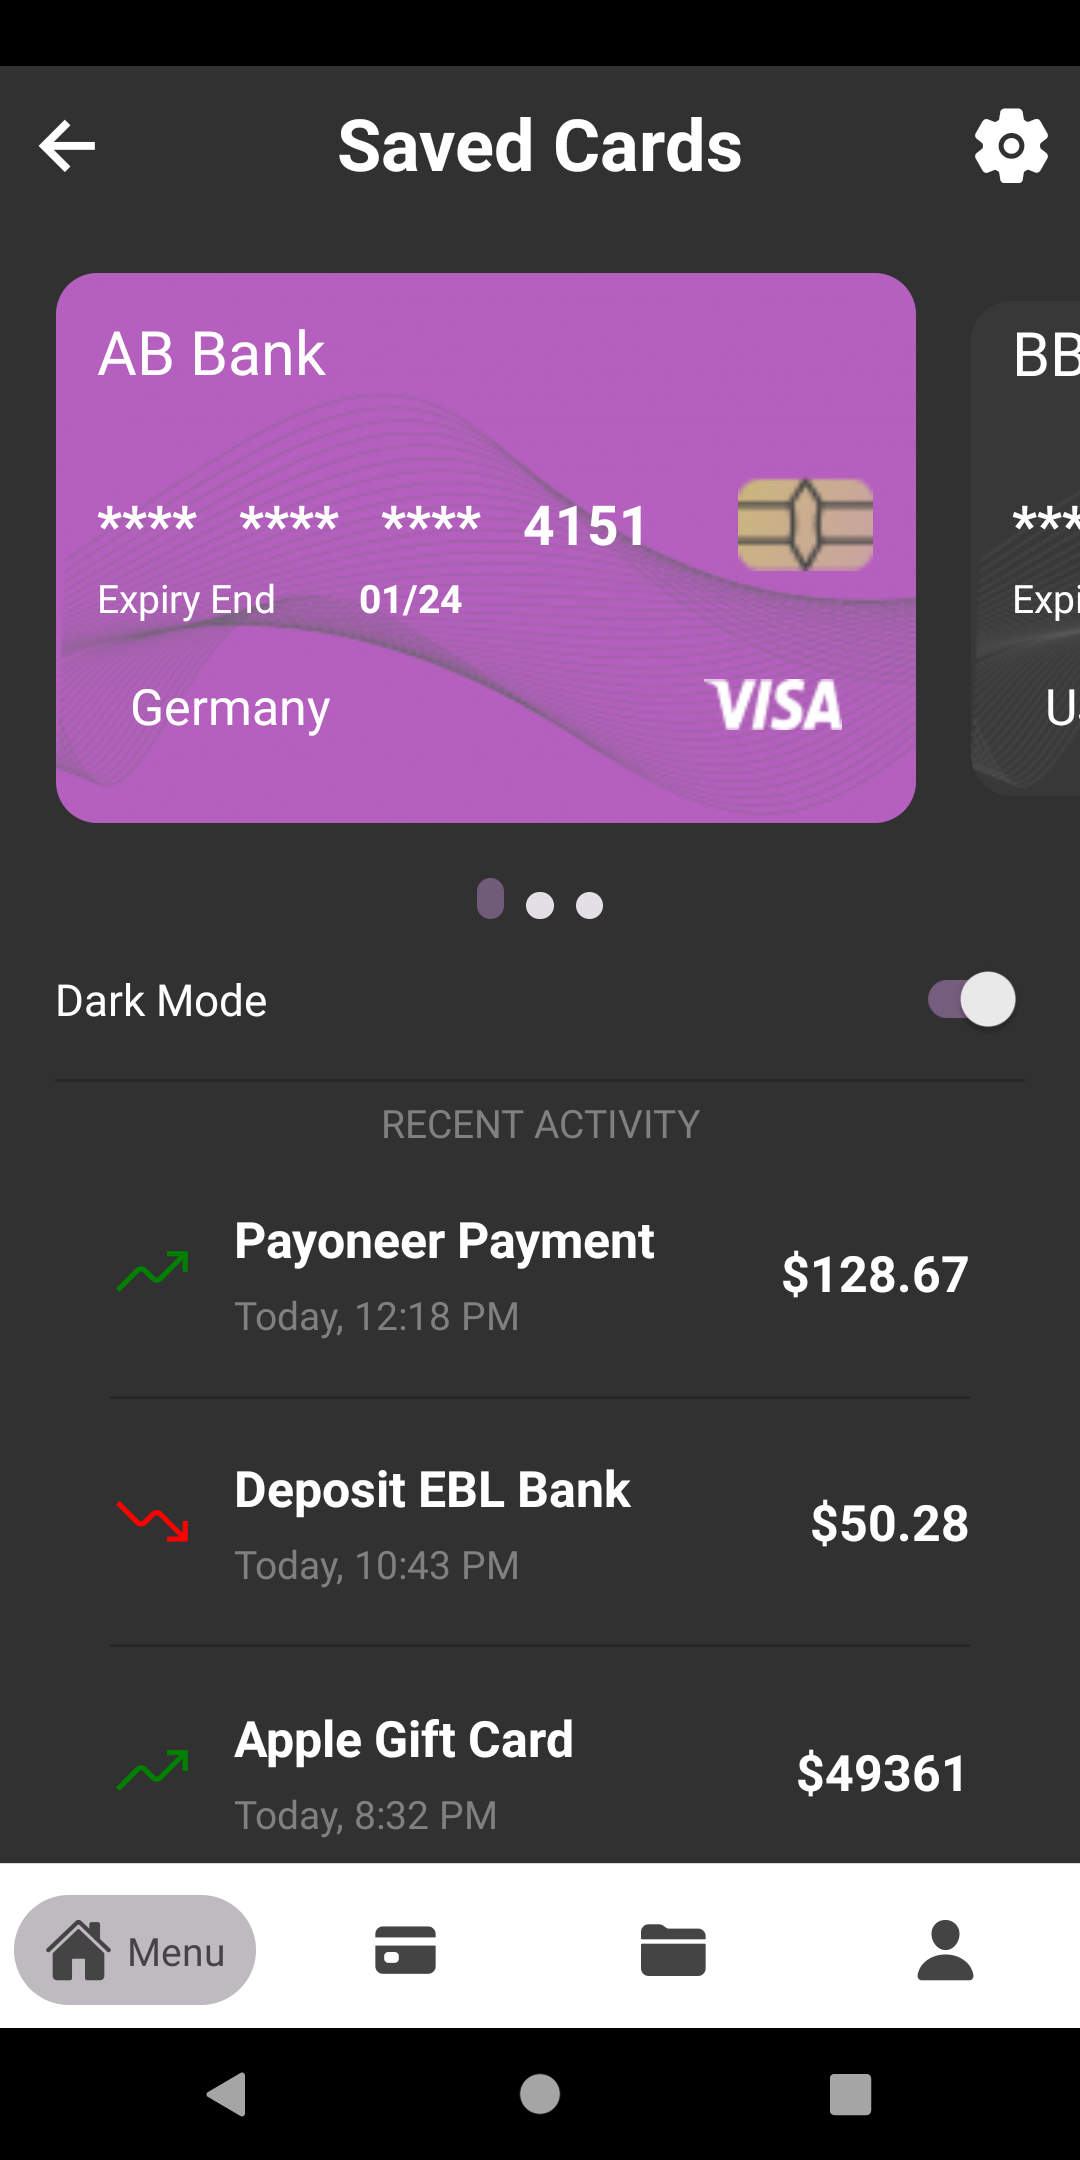 Saved Cards
AB Bank
BB
**** **** **** 4151
***
Expiry End 01/24
Expi
Germany
VISA
Dark Mode
RECENT ACTIVITY
Payoneer Payment
$128.67
Today, 12:18 PM
Deposit EBL Bank
$50.28
Today, 10:43 PM
Apple Gift Card
$49361
Today, 8:32 PM
Menu